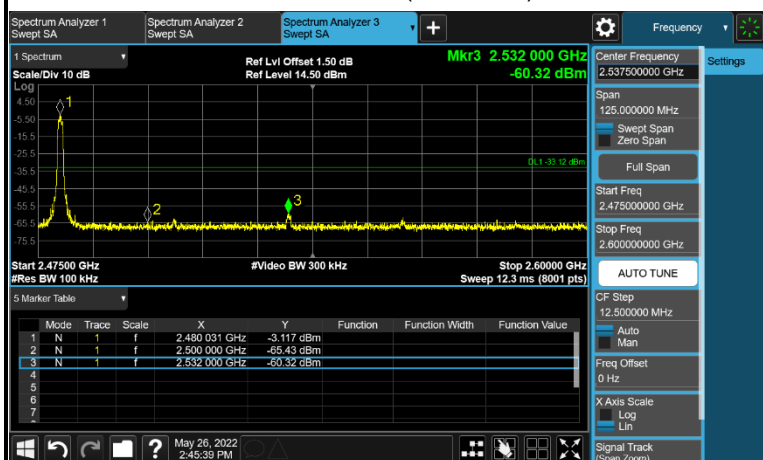 Spectrum Analyzer 1
Swept SA
Spectrum Analyzer 2
Swept SA
Spectrum Analyzer 3
Swept SA
+
Frequency
1 Spectrum
Scale/Div 10 dB
Ref Lvl Offset 1.50 dB
Ref Level 14.50 dBm
Mkr3 2.532 000 GHz
-60.32 dBm
Log
4.50
-5.50
-15.5
-25.5
-35.5
-45.5
-55.5
-65.5
-75.5
1
2
3
DL1 -33.12 dBm
Start 2.47500 GHz
#Res BW 100 kHz
#Video BW 300 kHz
Stop 2.60000 GHz
Sweep 12.3 ms (8001 pts)
5 Marker Table
Mode Trace Scale X Y Function Function Width Function Value
1 N 1 f 2.480 031 GHz -3.117 dBm
2 N 1 f 2.500 000 GHz -65.43 dBm
3 N 1 f 2.532 000 GHz -60.32 dBm
4
5
6
7
?
May 26, 2022
2:45:39 PM
Center Frequency
2.537500000 GHz
Settings
Span
125.000000 MHz
Swept Span
Zero Span
Full Span
Start Freq
2.475000000 GHz
Stop Freq
2.600000000 GHz
AUTO TUNE
CF Step
12.500000 MHz
Auto
Man
Freq Offset
0 Hz
X Axis Scale
Log
Lin
Signal Track
(Span Zoom)